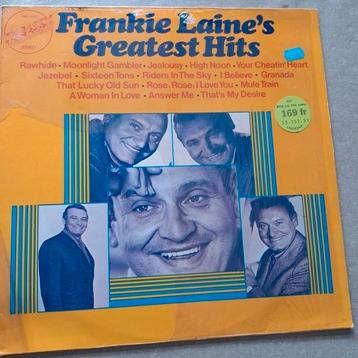 Frankie Laine's
Greatest Hits
Rawhide • Moonlight Gambler • Jealousy • High Noon • Your Cheatin' Heart
Jezebel • Sixteen Tons • Riders In The Sky • I Believe • Granada
That Lucky Old Sun • Rose, Rose, I Love You • Mule Train
A Woman In Love • Answer Me • That's My Desire
169 fr